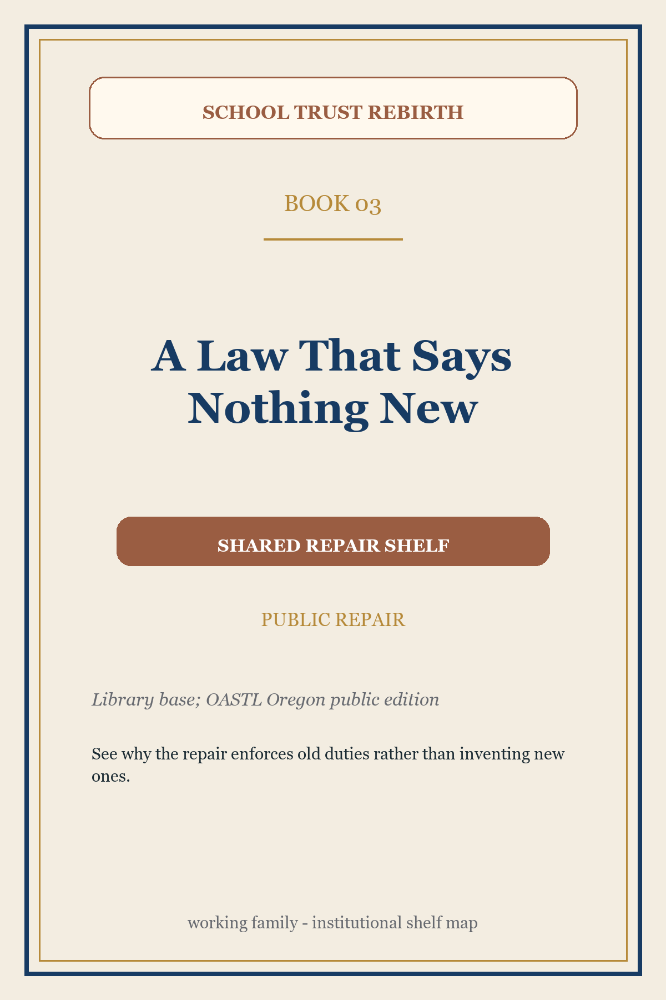 SCHOOL TRUST REBIRTH
BOOK 03
A Law That Says
Nothing New
SHARED REPAIR SHELF
PUBLIC REPAIR
Library base; OASTL Oregon public edition
See why the repair enforces old duties rather than inventing new
ones.
working family - institutional shelf map